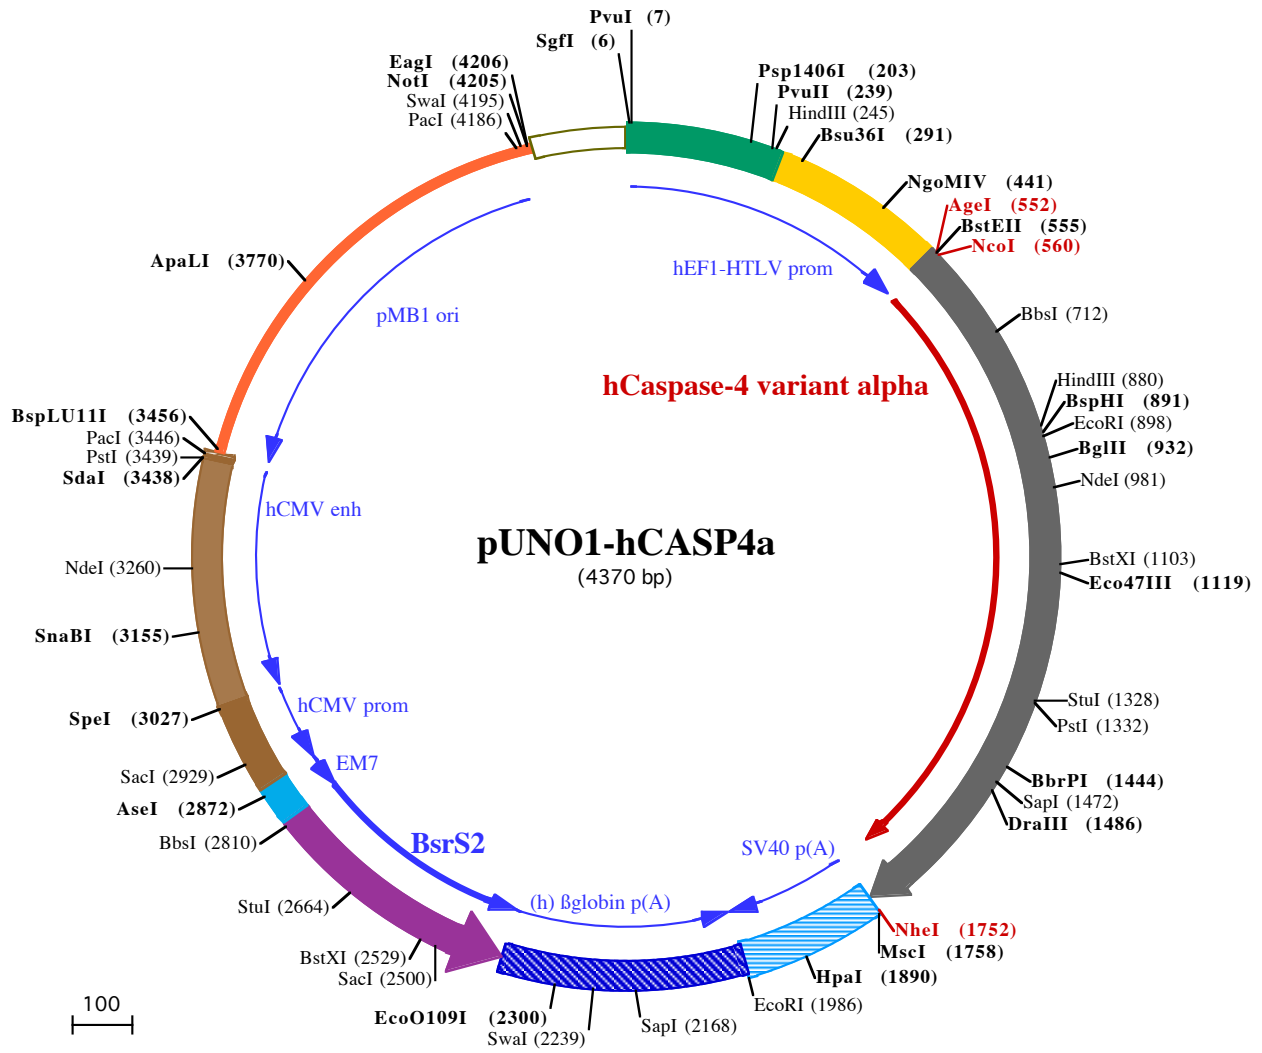 PvuI (7)
SgfI (6)
EagI (4206)
NotI (4205)
SwaI (4195)
PacI (4186)
Psp1406I (203)
PvuII (239)
HindIII (245)
Bsu36I (291)
NgoMIV (441)
AgeI (552)
BstEII (555)
NcoI (560)
ApaLI (3770)
hEF1-HTLV prom
pMB1 ori
BbsI (712)
hCaspase-4 variant alpha
HindIII (880)
BspHI (891)
EcoRI (898)
BglII (932)
NdeI (981)
BspLU11I (3456)
PacI (3446)
PstI (3439)
SdaI (3438)
hCMV enh
pUNO1-hCASP4a
(4370 bp)
BstXI (1103)
Eco47III (1119)
NdeI (3260)
SnaBI (3155)
SpeI (3027)
hCMV prom
StuI (1328)
PstI (1332)
EM7
SacI (2929)
AseI (2872)
BbsI (2810)
BbrPI (1444)
SapI (1472)
DraIII (1486)
BsrS2
SV40 p(A)
StuI (2664)
(h) ßglobin p(A)
NheI (1752)
MscI (1758)
HpaI (1890)
BstXI (2529)
SacI (2500)
EcoRI (1986)
EcoO109I (2300)
SwaI (2239)
SapI (2168)
100